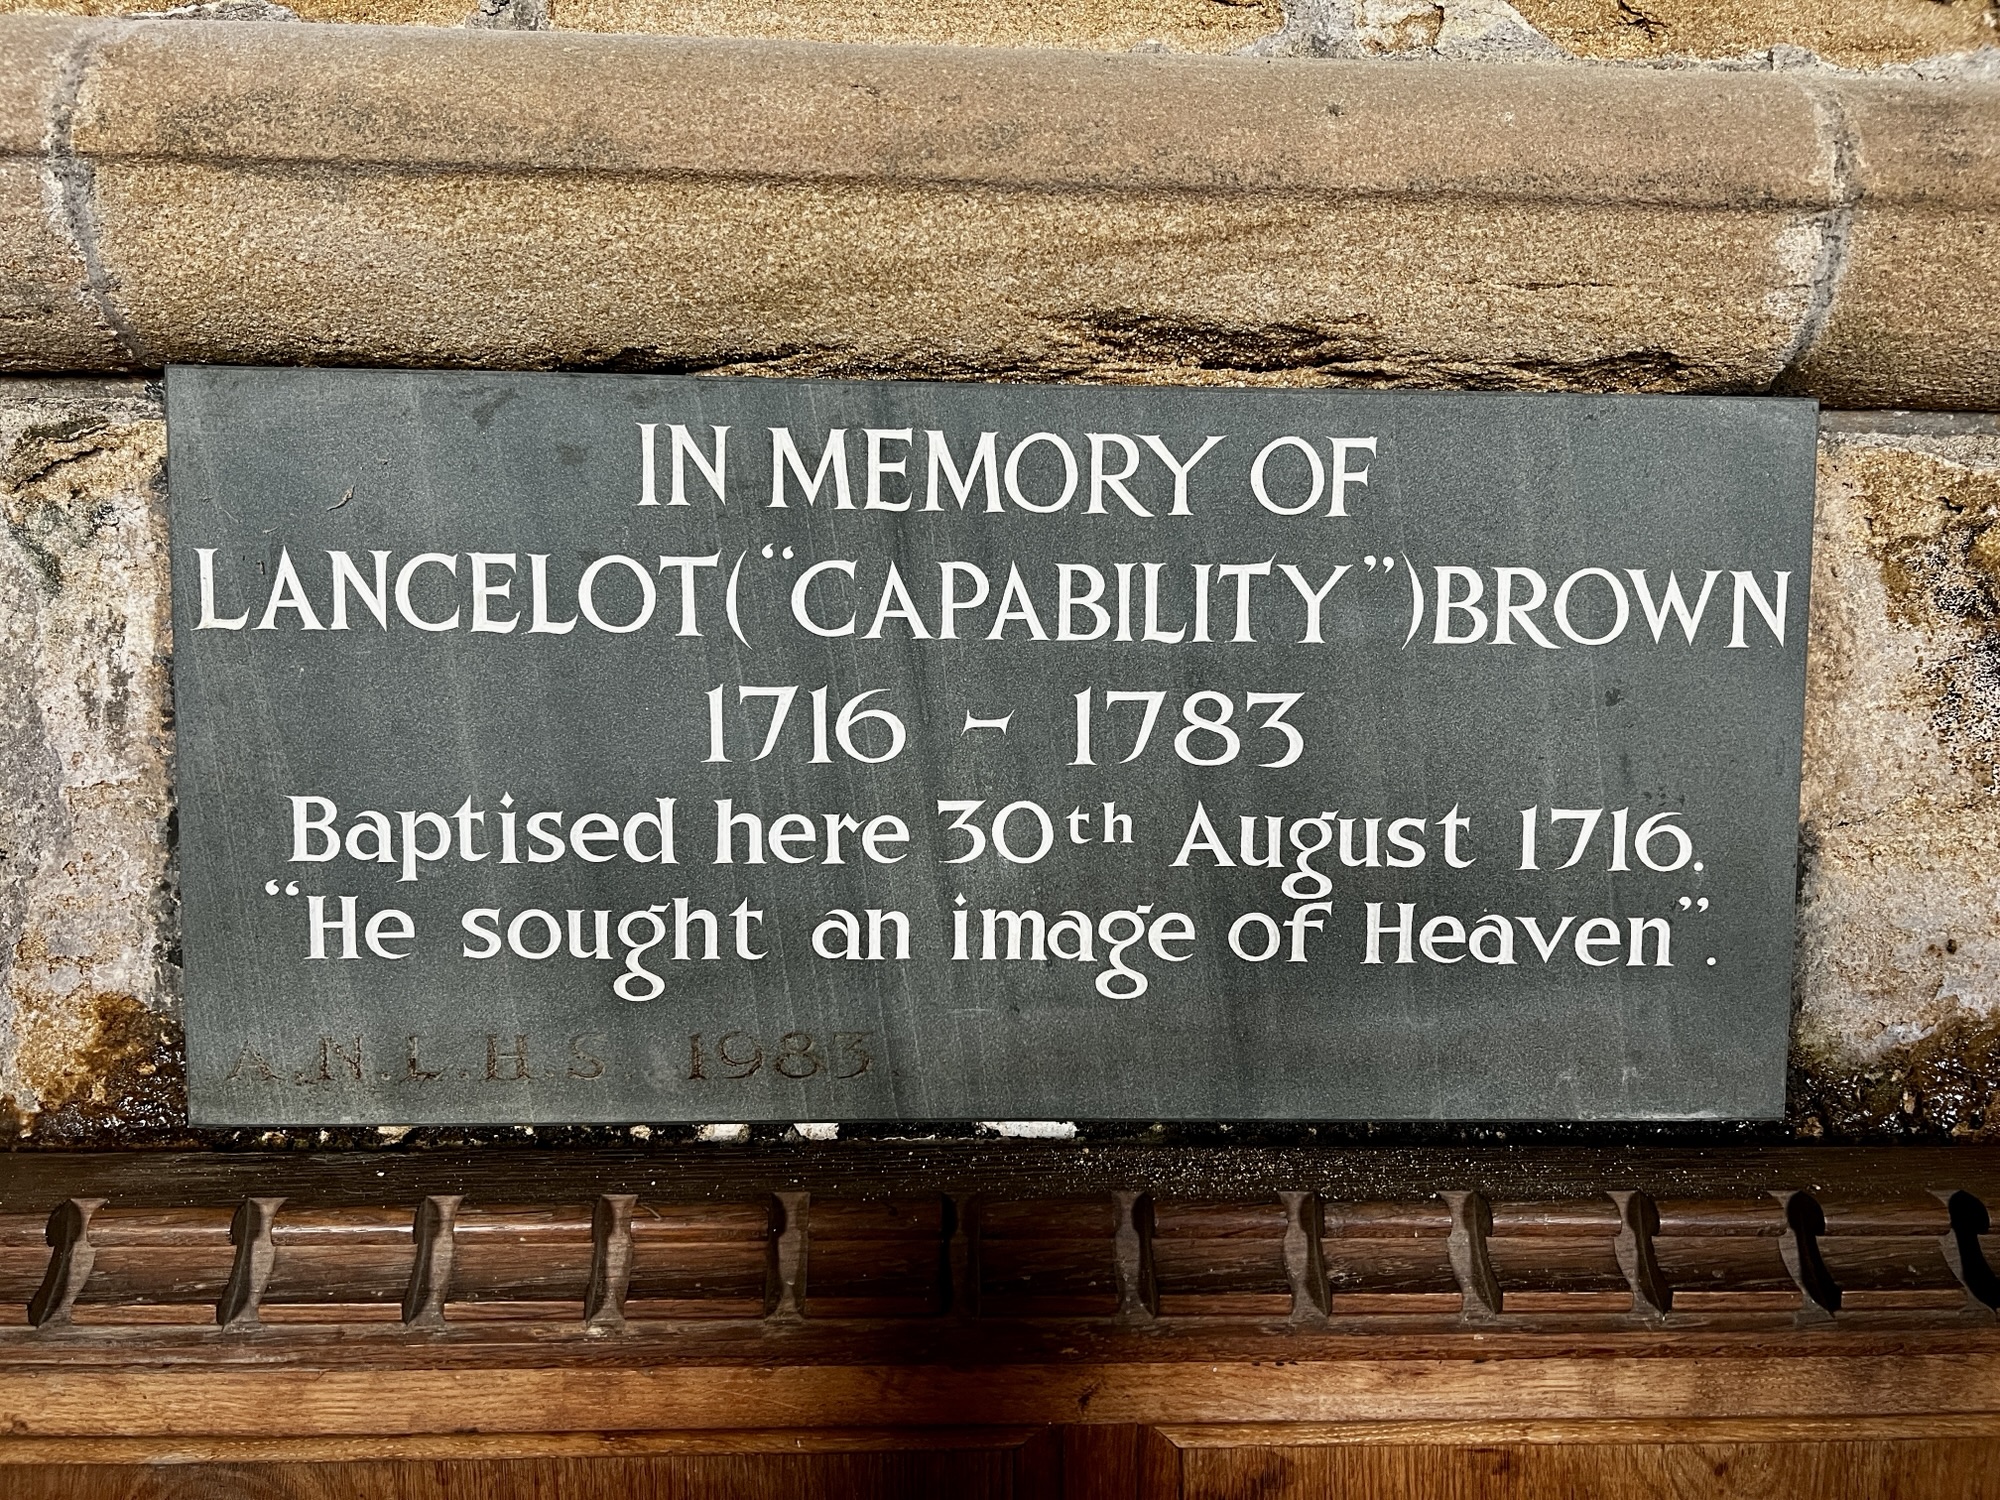 IN MEMORY OF
LANCELOT (“CAPABILITY”) BROWN
1716 - 1783
Baptised here 30th August 1716.
“He sought an image of Heaven”.
A.N.L.H.S 1983